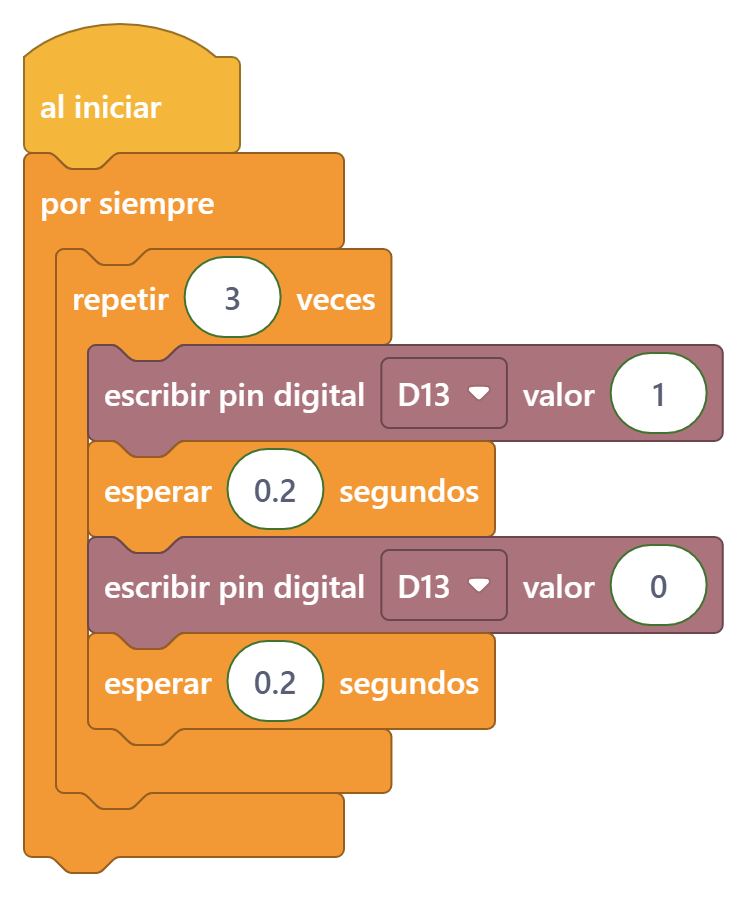 al iniciar
por siempre
repetir 3 veces
escribir pin digital D13 valor 1
esperar 0.2 segundos
escribir pin digital D13 valor 0
esperar 0.2 segundos